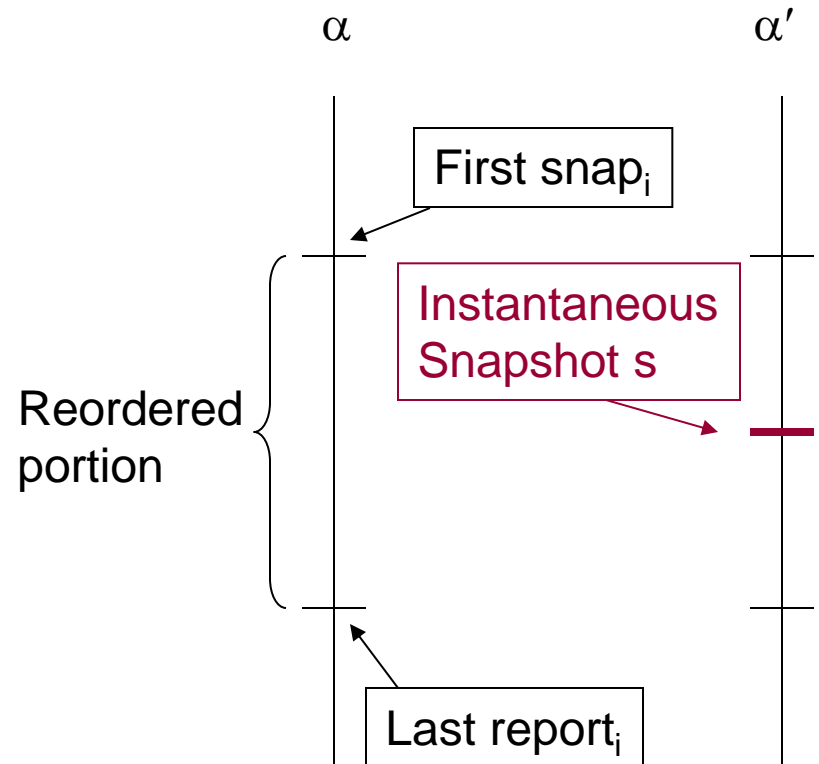 α
α′
First snapᵢ
Instantaneous
Snapshot s
Reordered
portion
Last reportᵢ